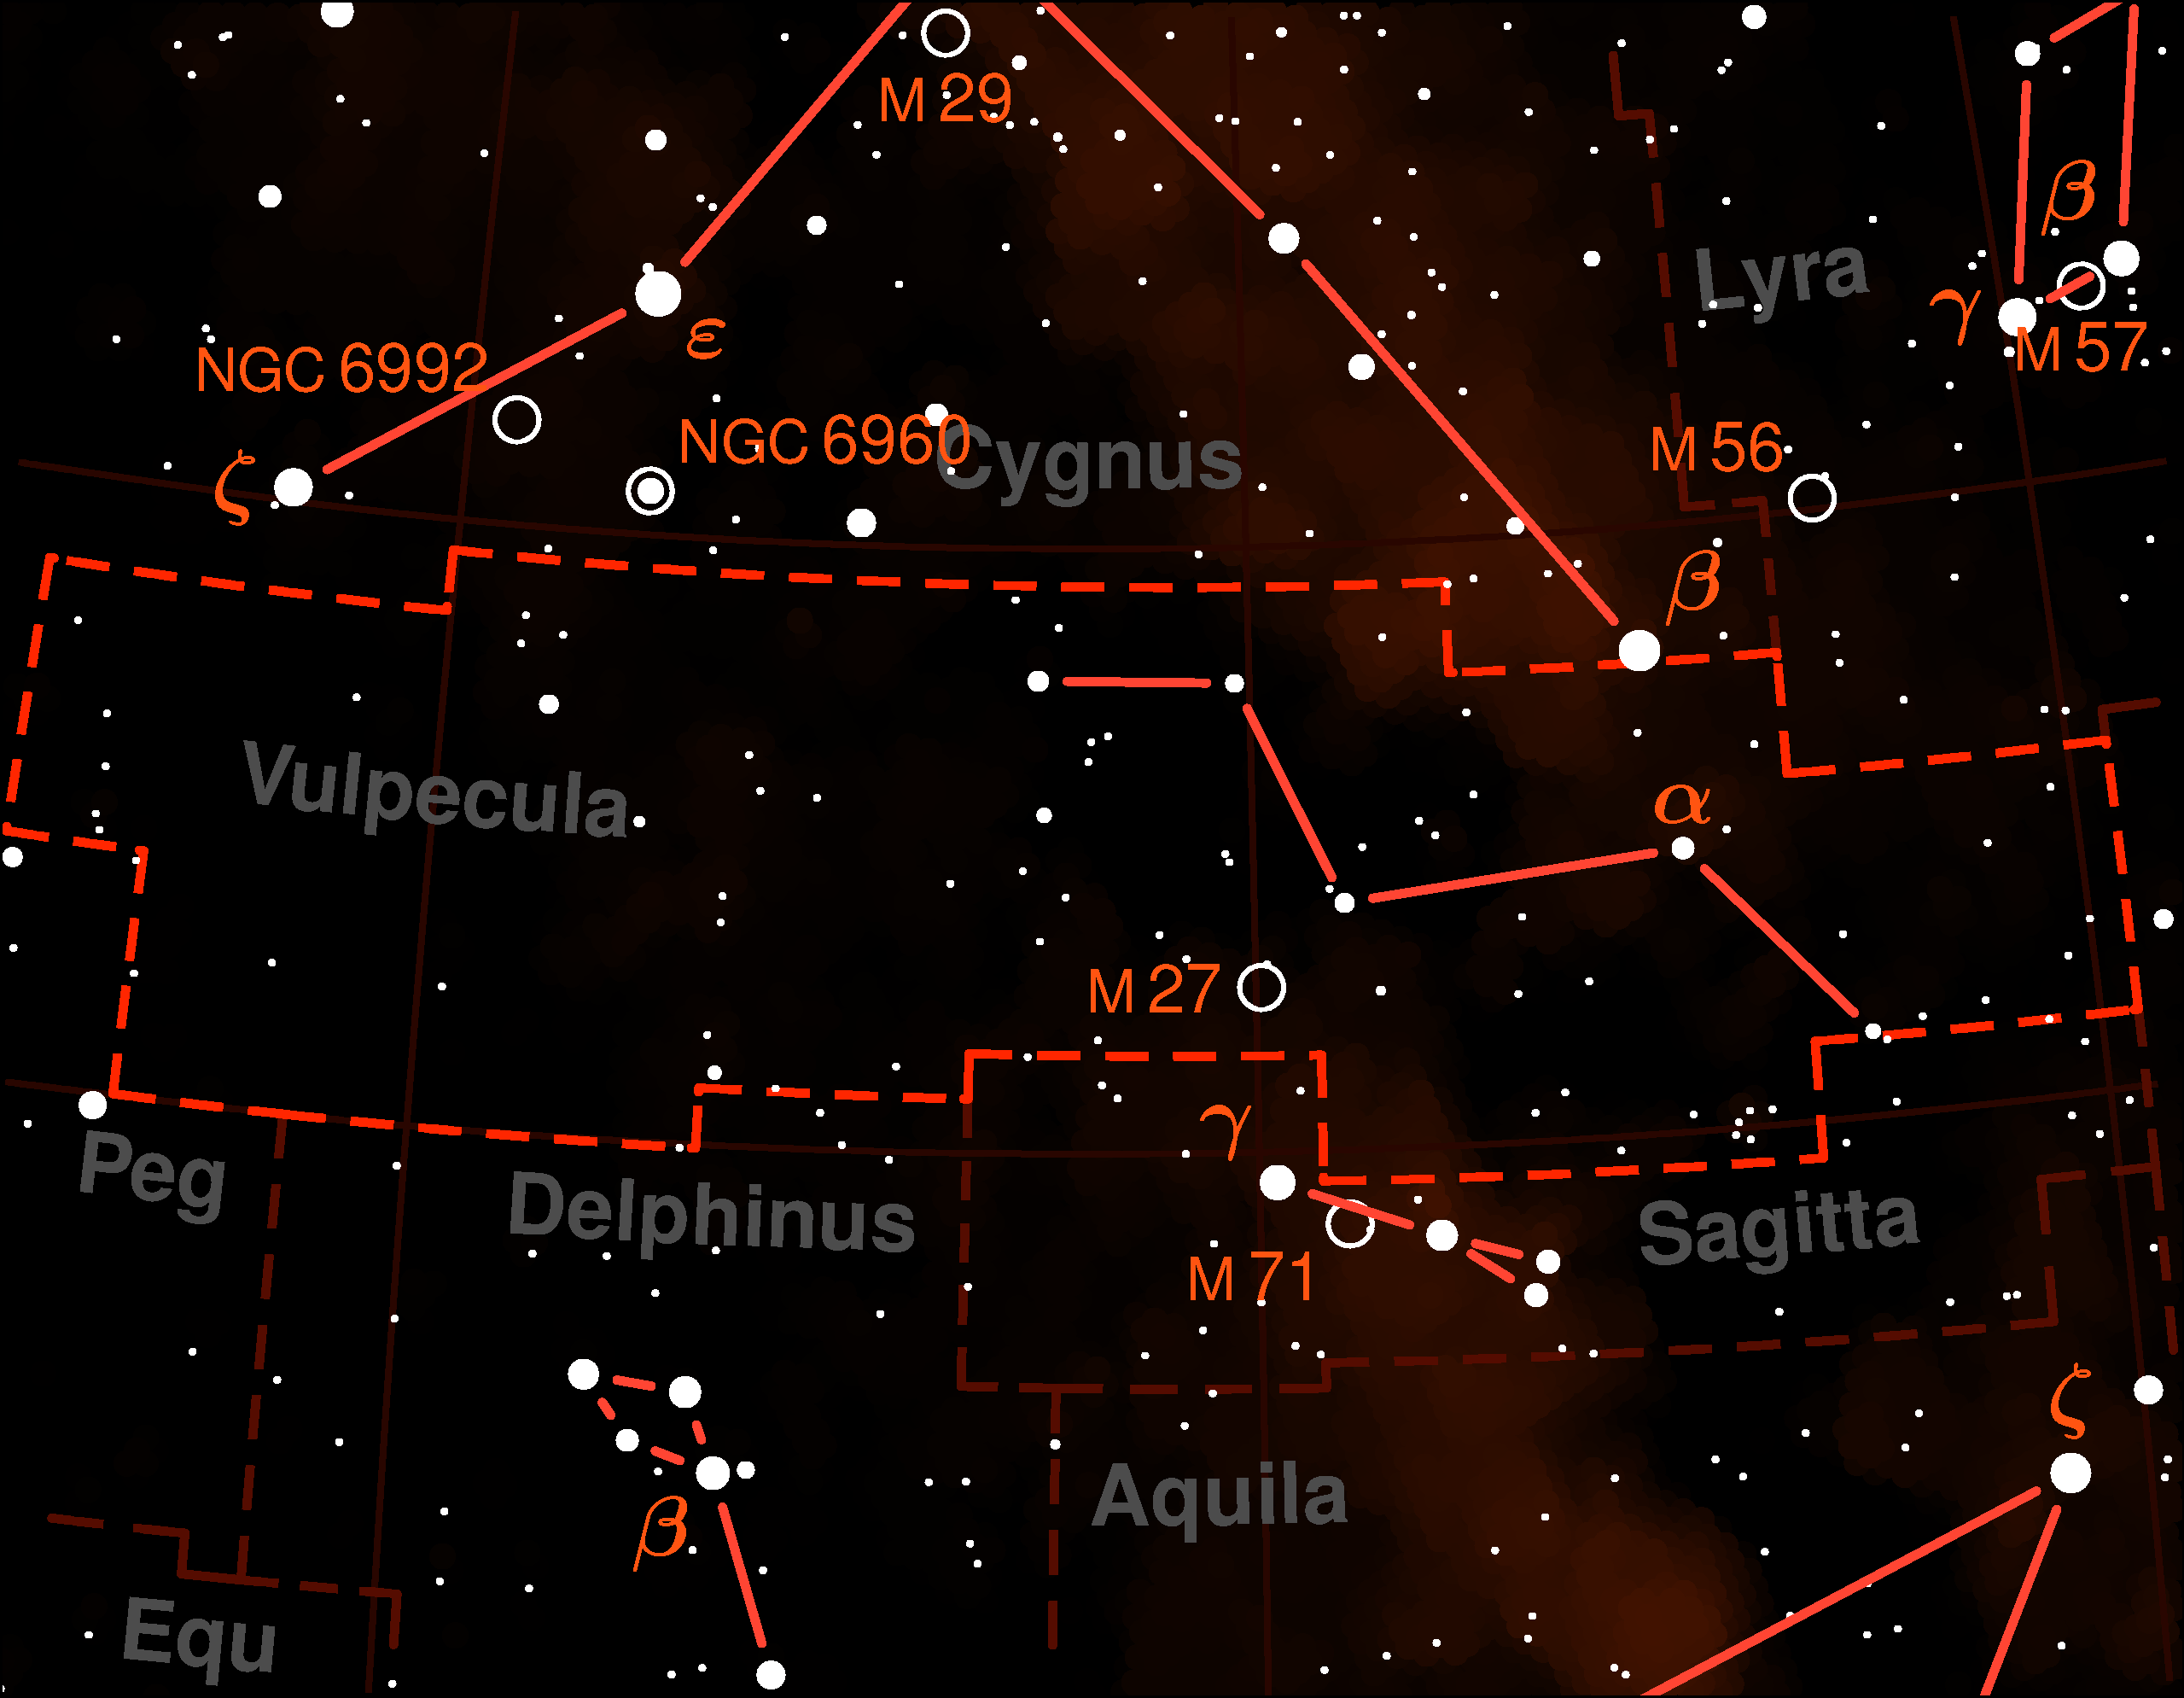 M 29
β
Lyra
γ
ε
M 57
NGC 6992
NGC 6960
Cygnus
M 56
ζ
β
Vulpecula
α
M 27
γ
Peg
Delphinus
Sagitta
M 71
ζ
Aquila
β
Equ